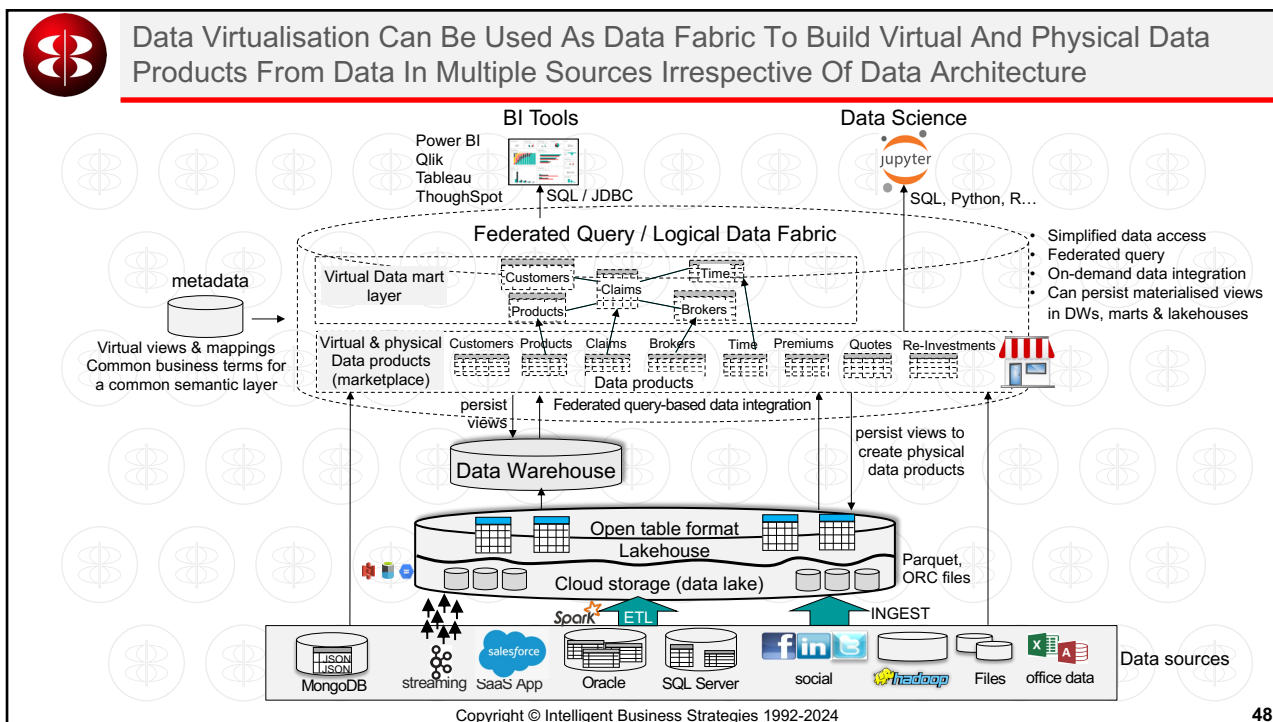 Data Virtualisation Can Be Used As Data Fabric To Build Virtual And Physical Data
Products From Data In Multiple Sources Irrespective Of Data Architecture
BI Tools
Data Science
Power BI
Qlik
Tableau
ThoughSpot
SQL / JDBC
jupyter
SQL, Python, R…
Federated Query / Logical Data Fabric
• Simplified data access
• Federated query
• On-demand data integration
• Can persist materialised views
in DWs, marts & lakehouses
metadata
Virtual views & mappings
Common business terms for
a common semantic layer
Virtual Data mart
layer
Customers
Claims
Time
Products
Brokers
Virtual & physical
Data products
(marketplace)
Customers
Products
Claims
Brokers
Time
Premiums
Quotes
Re-Investments
Data products
persist
views
Federated query-based data integration
persist views to
create physical
data products
Data Warehouse
Open table format
Lakehouse
Cloud storage (data lake)
Parquet,
ORC files
Spark
ETL
INGEST
JSON
JSON
MongoDB
streaming
salesforce
SaaS App
Oracle
SQL Server
f
in
social
hadoop
Files
X
A
office data
Data sources
Copyright © Intelligent Business Strategies 1992-2024
48